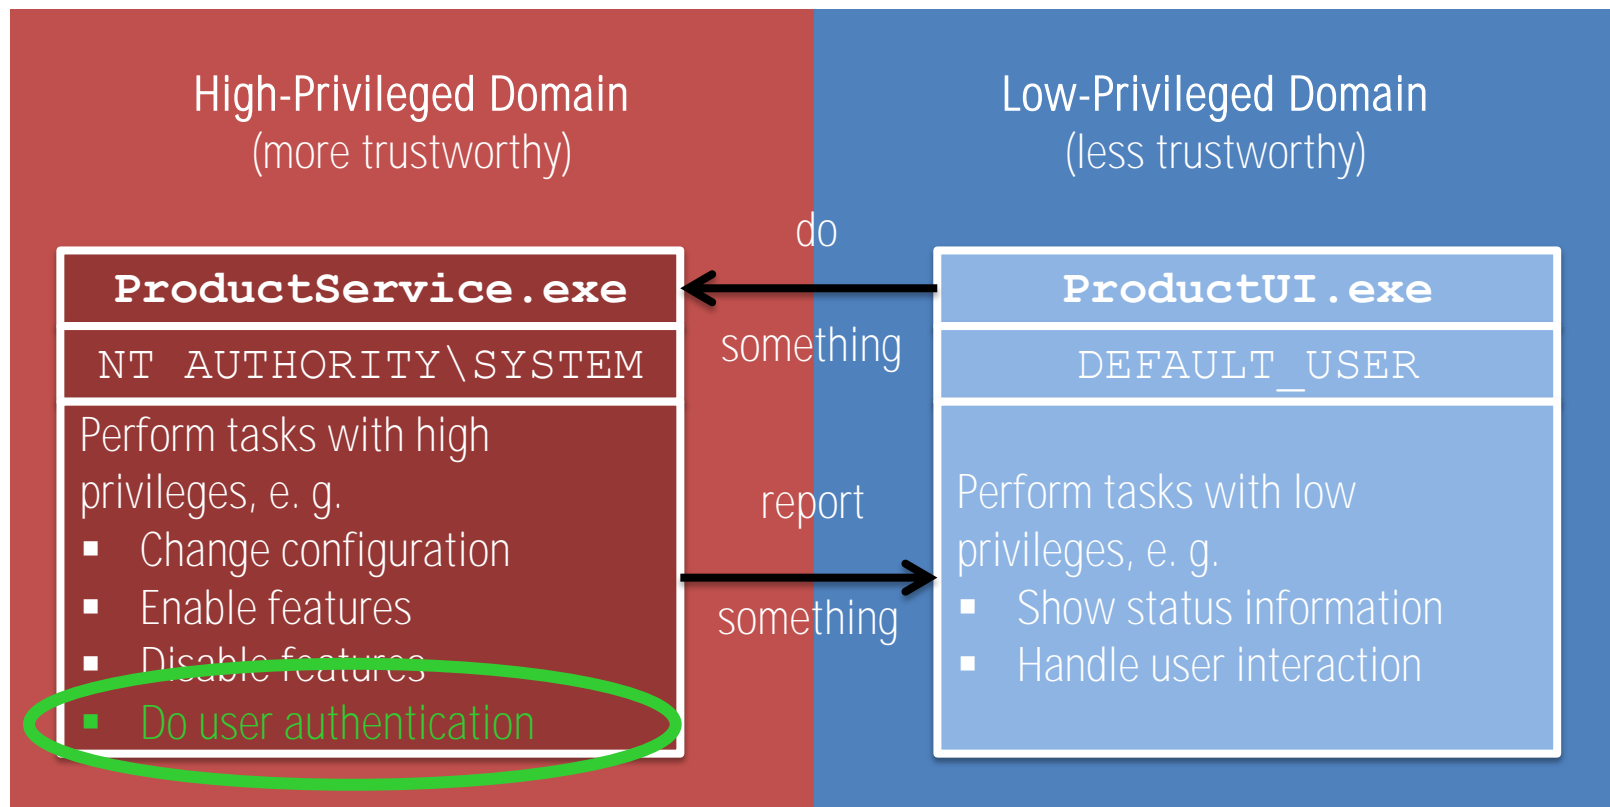 High-Privileged Domain
(more trustworthy)
Low-Privileged Domain
(less trustworthy)
do
something
ProductService.exe
NT AUTHORITY\SYSTEM
Perform tasks with high
privileges, e. g.
▪ Change configuration
▪ Enable features
▪ Disable features
▪ Do user authentication
report
something
ProductUI.exe
DEFAULT_USER
Perform tasks with low
privileges, e. g.
▪ Show status information
▪ Handle user interaction